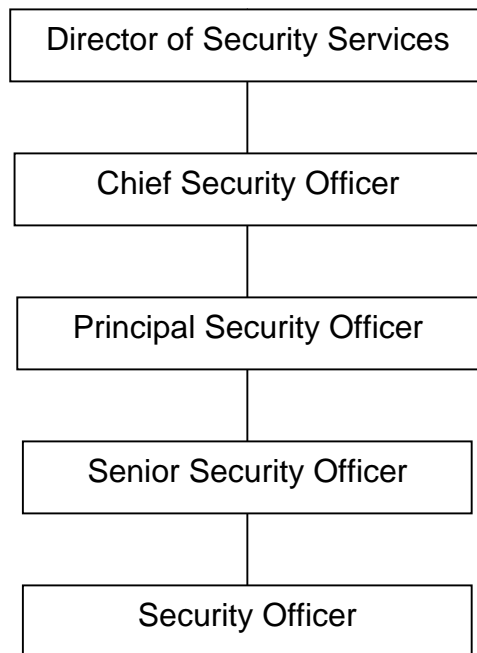 Director of Security Services
Chief Security Officer
Principal Security Officer
Senior Security Officer
Security Officer